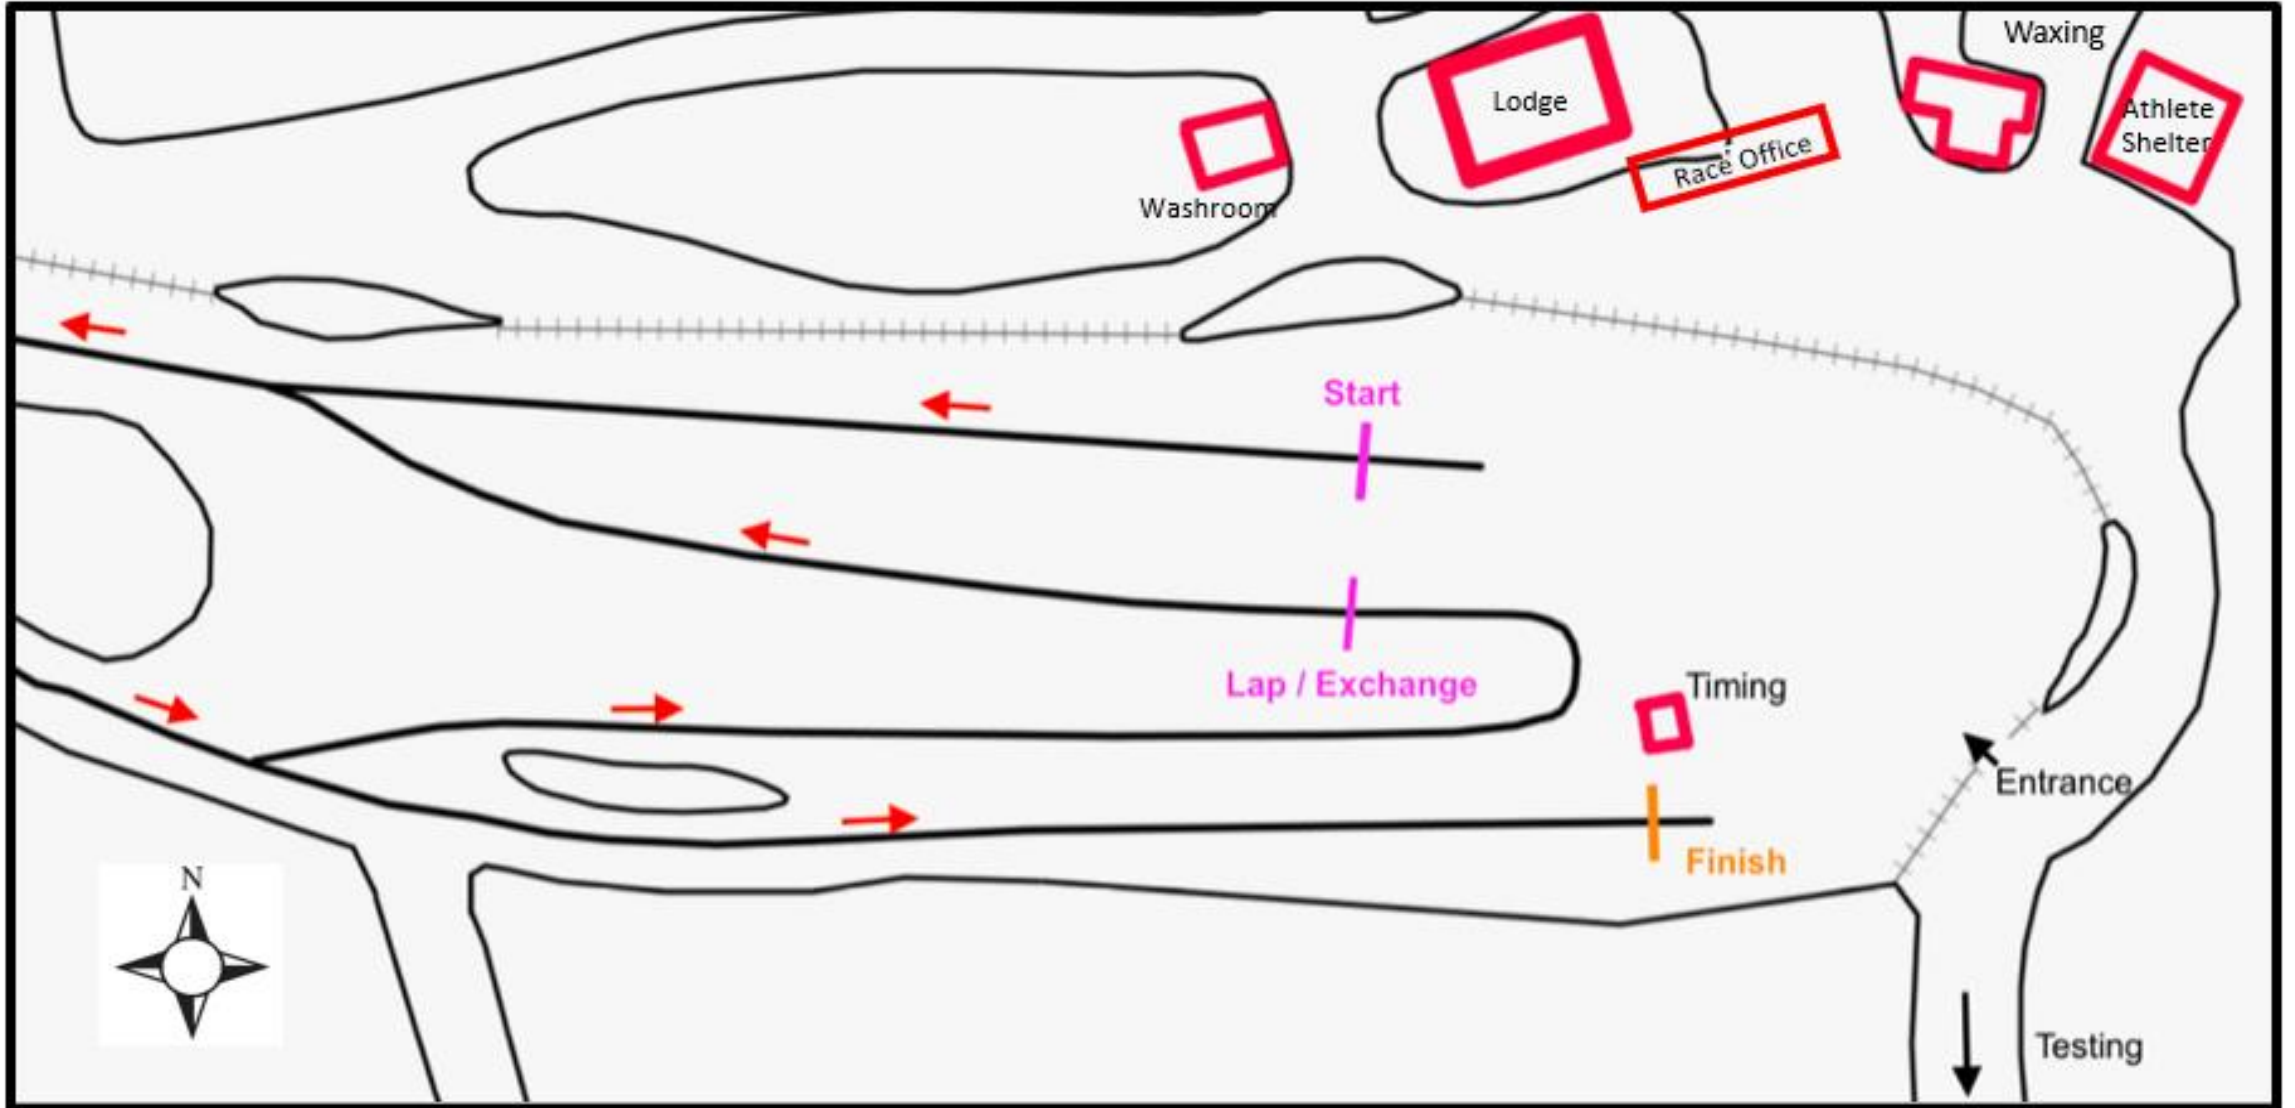 Waxing
Lodge
Athlete
Shelter
Race Office
Washroom
Start
Lap / Exchange
Timing
Entrance
Finish
N
Testing